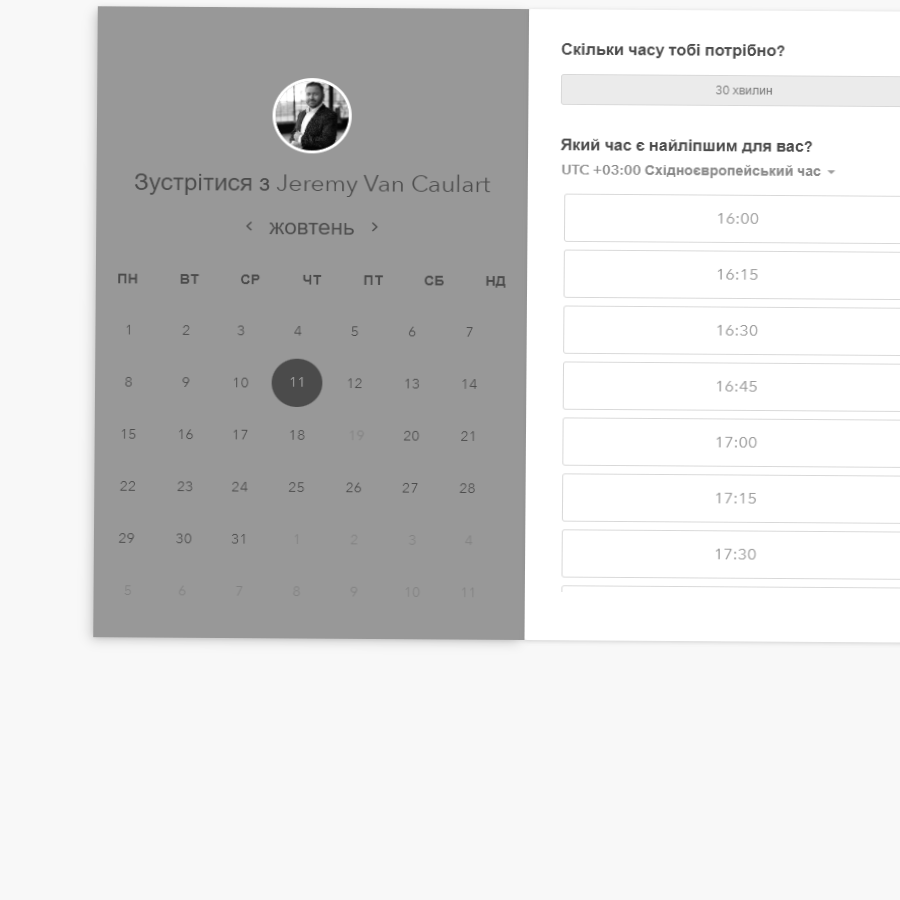 Зустрітися з Jeremy Van Caulart
жовтень
ПН ВТ СР ЧТ ПТ СБ НД
1 2 3 4 5 6 7
8 9 10 11 12 13 14
15 16 17 18 19 20 21
22 23 24 25 26 27 28
29 30 31 1 2 3 4
5 6 7 8 9 10 11
Скільки часу тобі потрібно?
30 хвилин
Який час є найліпшим для вас?
UTC +03:00 Східноєвропейський час
16:00
16:15
16:30
16:45
17:00
17:15
17:30